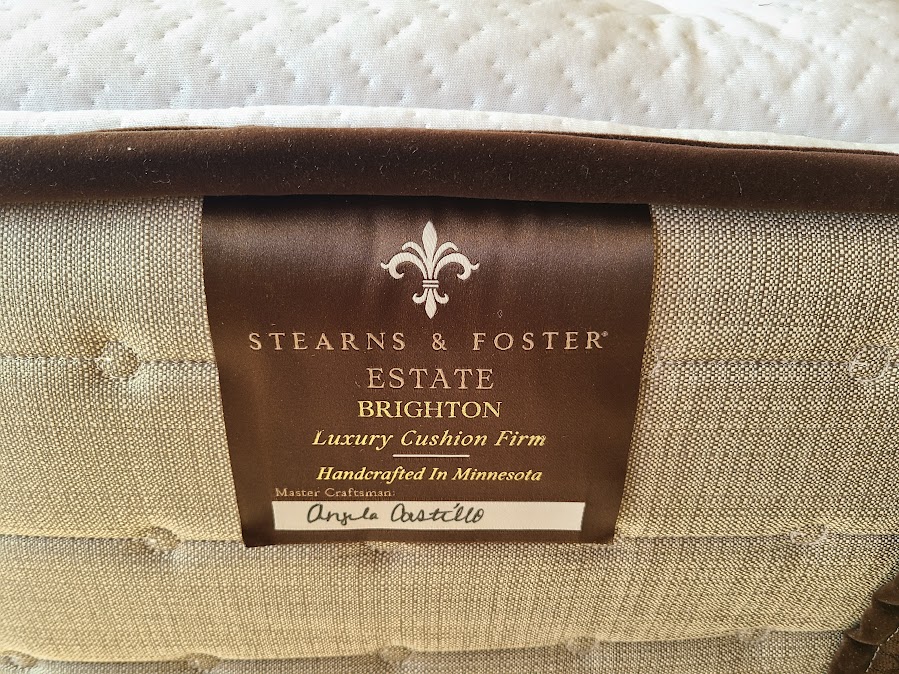 STEARNS & FOSTER®
ESTATE
BRIGHTON
Luxury Cushion Firm
Handcrafted In Minnesota
Master Craftsman:
Angela Castillo